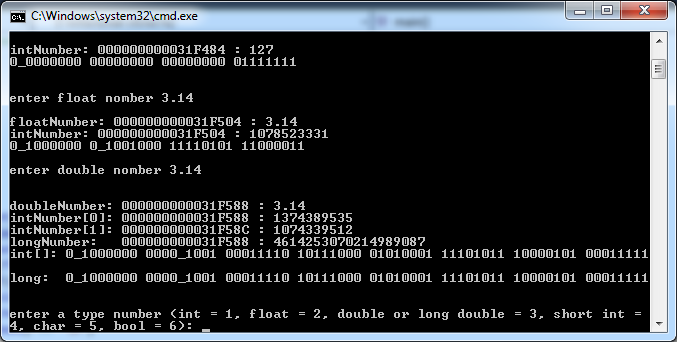 C:\Windows\system32\cmd.exe
intNumber: 000000000031F484 : 127
0_0000000 00000000 00000000 01111111
enter float nomber 3.14
floatNumber: 000000000031F504 : 3.14
intNumber: 000000000031F504 : 1078523331
0_1000000 0_1001000 11110101 11000011
enter double nomber 3.14
doubleNumber: 000000000031F588 : 3.14
intNumber[0]: 000000000031F588 : 1374389535
intNumber[1]: 000000000031F58C : 1074339512
longNumber:   000000000031F588 : 4614253070214989087
int[]: 0_1000000 0000_1001 00011110 10111000 01010001 11101011 10000101 00011111
long:  0_1000000 0000_1001 00011110 10111000 01010001 11101011 10000101 00011111
enter a type number (int = 1, float = 2, double or long double = 3, short int =
4, char = 5, bool = 6): _